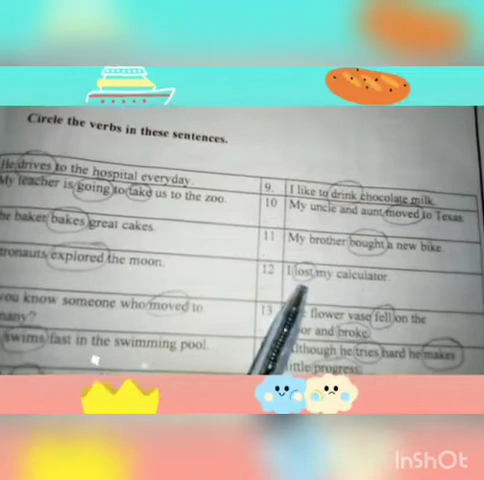 Circle the verbs in these sentences.
He drives to the hospital everyday.
My teacher is going to take us to the zoo.
he baker bakes great cakes.
tronauts explored the moon.
you know someone who moved to
many?
swims fast in the swimming pool.
9. I like to drink chocolate milk.
10 My uncle and aunt moved to Texas.
11 My brother bought a new bike.
12 I lost my calculator.
13 flower vase fell on the
or and broke.
lthough he tries hard he makes
ittle progress.
InShOt